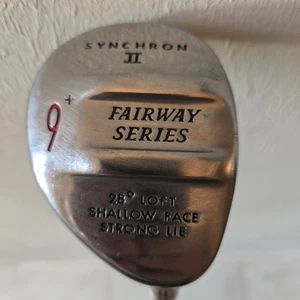 SYNCHRON
II
9+
FAIRWAY
SERIES
28° LOFT
SHALLOW FACE
STRONG LIE